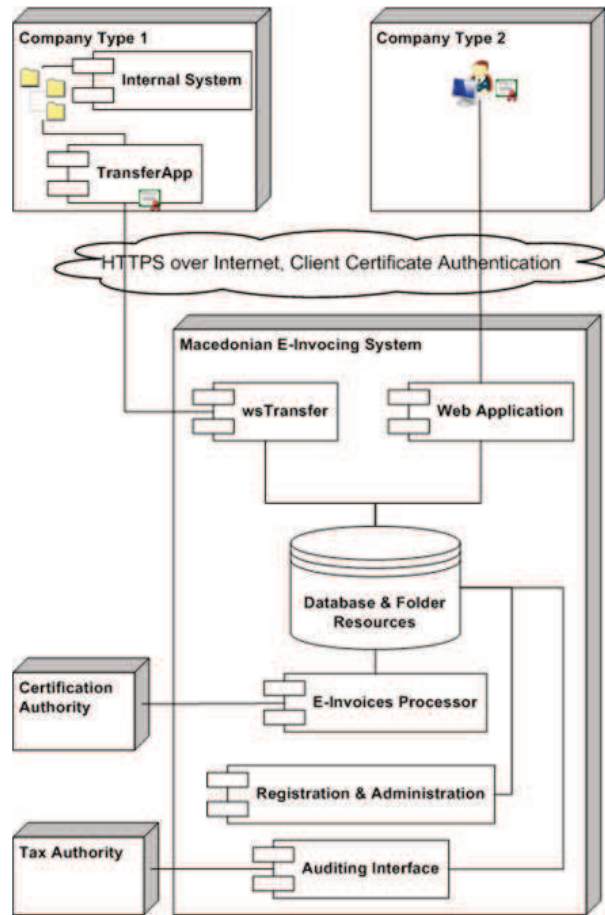 Company Type 1
Internal System
TransferApp
Company Type 2
HTTPS over Internet, Client Certificate Authentication
Macedonian E-Invocing System
wsTransfer
Web Application
Database & Folder
Resources
Certification
Authority
E-Invoices Processor
Registration & Administration
Tax Authority
Auditing Interface